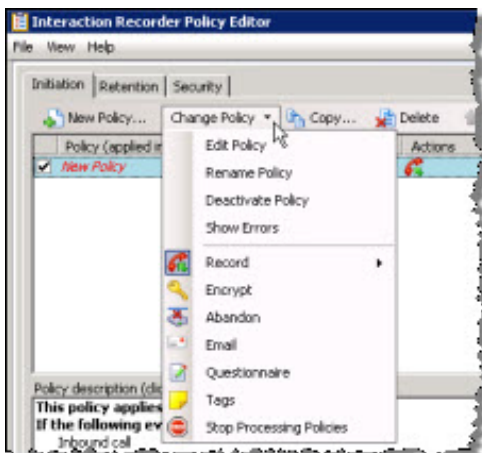 Interaction Recorder Policy Editor
File View Help
Initiation Retention Security
New Policy... Change Policy Copy... Delete
Policy (applied Actions
New Policy
Edit Policy
Rename Policy
Deactivate Policy
Show Errors
Record
Encrypt
Abandon
Email
Questionnaire
Tags
Stop Processing Policies
Policy description
This policy applies
If the following
Inbound call